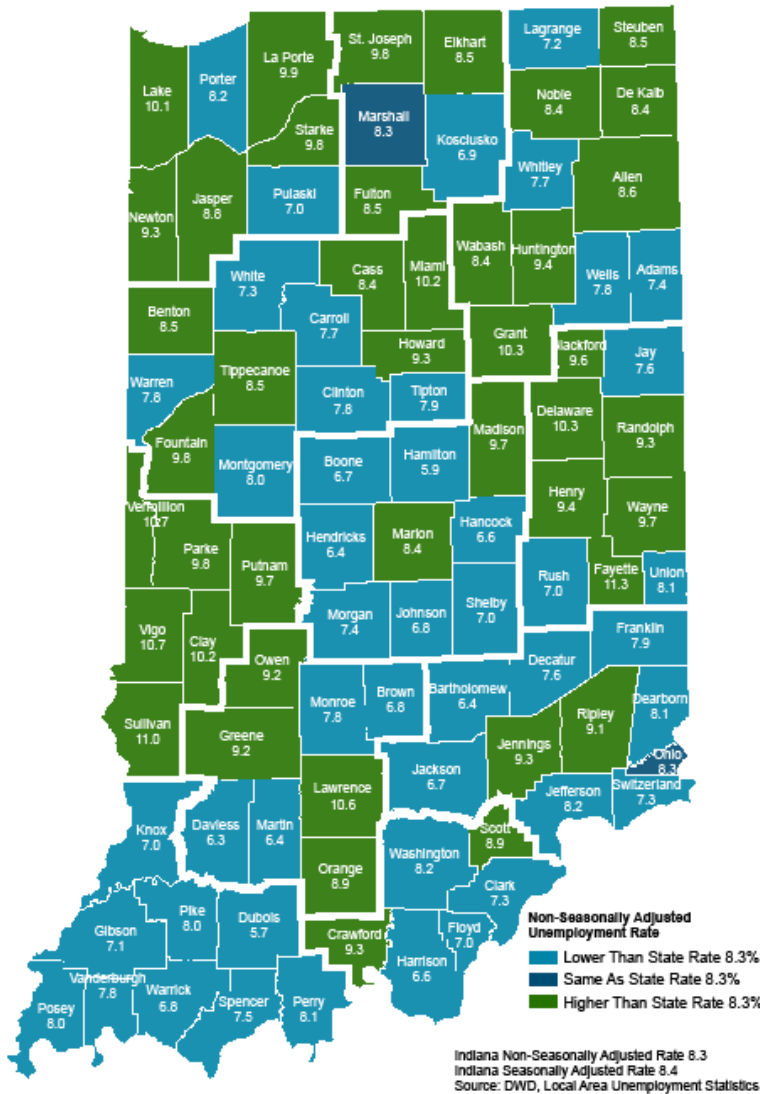 St. Joseph
9.8
Elkhart
8.5
Lagrange
7.2
Steuben
8.5
La Porte
9.9
Lake
10.1
Porter
8.2
Noble
8.4
De Kalb
8.4
Marshall
8.3
Starke
9.8
Kosciusko
6.9
Whitley
7.7
Allen
8.6
Newton
9.3
Jasper
8.8
Pulaski
7.0
Fulton
8.5
Wabash
8.4
Huntington
9.4
Wells
7.8
Adams
7.4
White
7.3
Cass
8.4
Miami
10.2
Benton
8.5
Carroll
7.7
Howard
9.3
Grant
10.3
Blackford
9.6
Jay
7.6
Warren
7.8
Tippecanoe
8.5
Clinton
7.8
Tipton
7.9
Madison
9.7
Delaware
10.3
Randolph
9.3
Fountain
9.8
Montgomery
8.0
Boone
6.7
Hamilton
5.9
Henry
9.4
Wayne
9.7
Vermillion
10.7
Parke
9.8
Putnam
9.7
Hendricks
6.4
Marion
8.4
Hancock
6.6
Rush
7.0
Fayette
11.3
Union
8.1
Vigo
10.7
Clay
10.2
Morgan
7.4
Johnson
6.8
Shelby
7.0
Franklin
7.9
Owen
9.2
Decatur
7.6
Monroe
7.8
Brown
6.8
Bartholomew
6.4
Dearborn
8.1
Sullivan
11.0
Greene
9.2
Ripley
9.1
Jennings
9.3
Ohio
8.3
Jackson
6.7
Lawrence
10.6
Jefferson
8.2
Switzerland
7.3
Knox
7.0
Daviess
6.3
Martin
6.4
Scott
8.9
Washington
8.2
Orange
8.9
Clark
7.3
Pike
8.0
Dubois
5.7
Gibson
7.1
Crawford
9.3
Floyd
7.0
Harrison
6.6
Vanderburgh
7.8
Warrick
6.8
Posey
8.0
Spencer
7.5
Perry
8.1
Non-Seasonally Adjusted
Unemployment Rate
Lower Than State Rate 8.3%
Same As State Rate 8.3%
Higher Than State Rate 8.3%
Indiana Non-Seasonally Adjusted Rate 8.3
Indiana Seasonally Adjusted Rate 8.4
Source: DWD, Local Area Unemployment Statistics